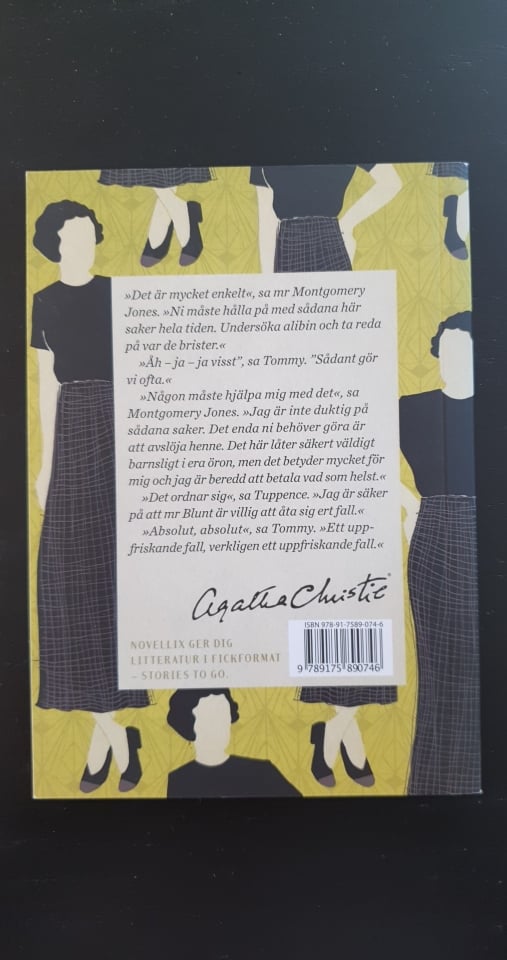 »Det är mycket enkelt«, sa mr Montgomery
Jones. »Ni måste hålla på med sådana här
saker hela tiden. Undersöka alibin och ta reda
på var de brister.«
»Åh – ja – ja visst”, sa Tommy. ”Sådant gör
vi ofta.«
»Någon måste hjälpa mig med det«, sa
Montgomery Jones. »Jag är inte duktig på
sådana saker. Det enda ni behöver göra är
att avslöja henne. Det här låter säkert väldigt
barnsligt i era öron, men det betyder mycket för
mig och jag är beredd att betala vad som helst.«
»Det ordnar sig«, sa Tuppence. »Jag är säker
på att mr Blunt är villig att åta sig ert fall.«
»Absolut, absolut«, sa Tommy. »Ett upp-
friskande fall, verkligen ett uppfriskande fall.«
Agatha Christie®
ISBN 978-91-7589-074-6
NOVELLIX GER DIG
LITTERATUR I FICKFORMAT
– STORIES TO GO.
9 789175 890746